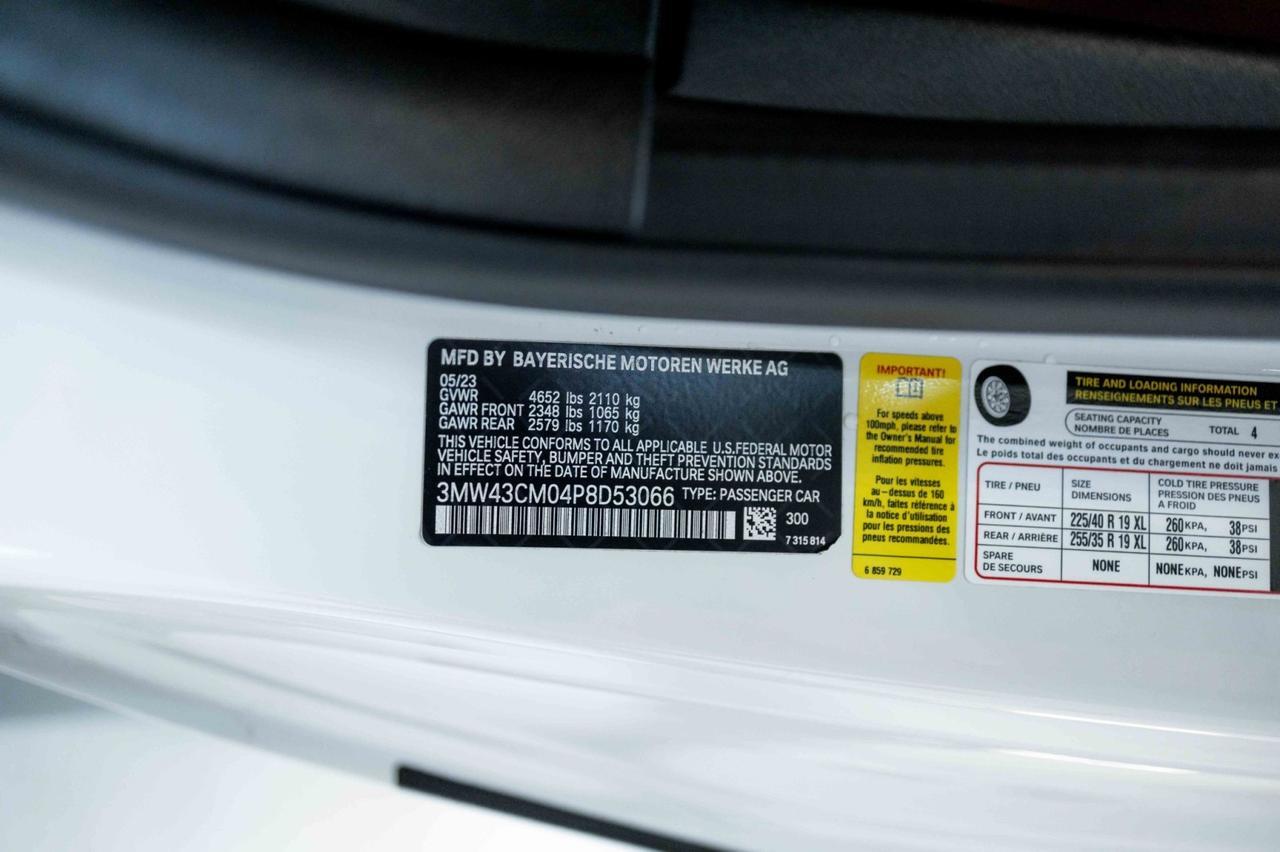 MFD BY BAYERISCHE MOTOREN WERKE AG
05/23
GVWR 4652 lbs 2110 kg
GAWR FRONT 2348 lbs 1065 kg
GAWR REAR 2579 lbs 1170 kg
THIS VEHICLE CONFORMS TO ALL APPLICABLE U.S.FEDERAL MOTOR
VEHICLE SAFETY, BUMPER AND THEFT PREVENTION STANDARDS
IN EFFECT ON THE DATE OF MANUFACTURE SHOWN ABOVE.
3MW43CM04P8D53066 TYPE: PASSENGER CAR
300
7 315 814
IMPORTANT!
For speeds above
100mph, please refer to
the Owner's Manual for
recommended tire
inflation pressures.
Pour les vitesses
au-dessus de 160
km/h, faites référence à
la notice d'utilisation
pour les pressions des
pneus recommandées.
6 859 729
TIRE AND LOADING INFORMATION
RENSEIGNEMENTS SUR LES PNEUS ET
SEATING CAPACITY
NOMBRE DE PLACES
TOTAL 4
The combined weight of occupants and cargo should never ex
Le poids total des occupants et du chargement ne doit jamais
TIRE / PNEU
SIZE
DIMENSIONS
COLD TIRE PRESSURE
PRESSION DES PNEUS
A FROID
FRONT / AVANT 225/40 R 19 XL 260 KPA, 38 PSI
REAR / ARRIÈRE 255/35 R 19 XL 260 KPA, 38 PSI
SPARE
DE SECOURS
NONE NONE KPA, NONE PSI